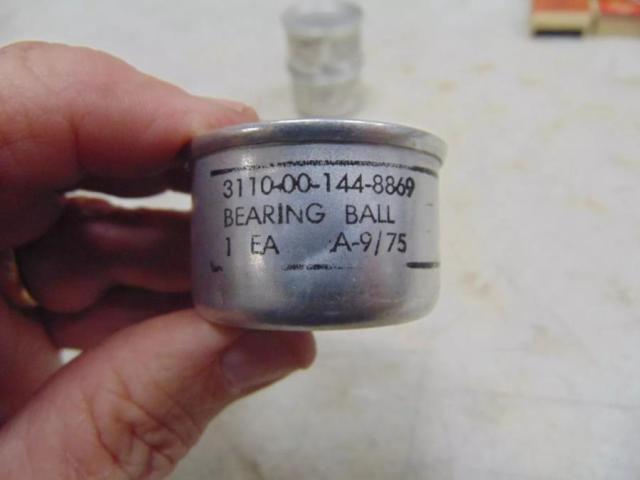 3110-00-144-8869
BEARING BALL
1 EA A-9/75